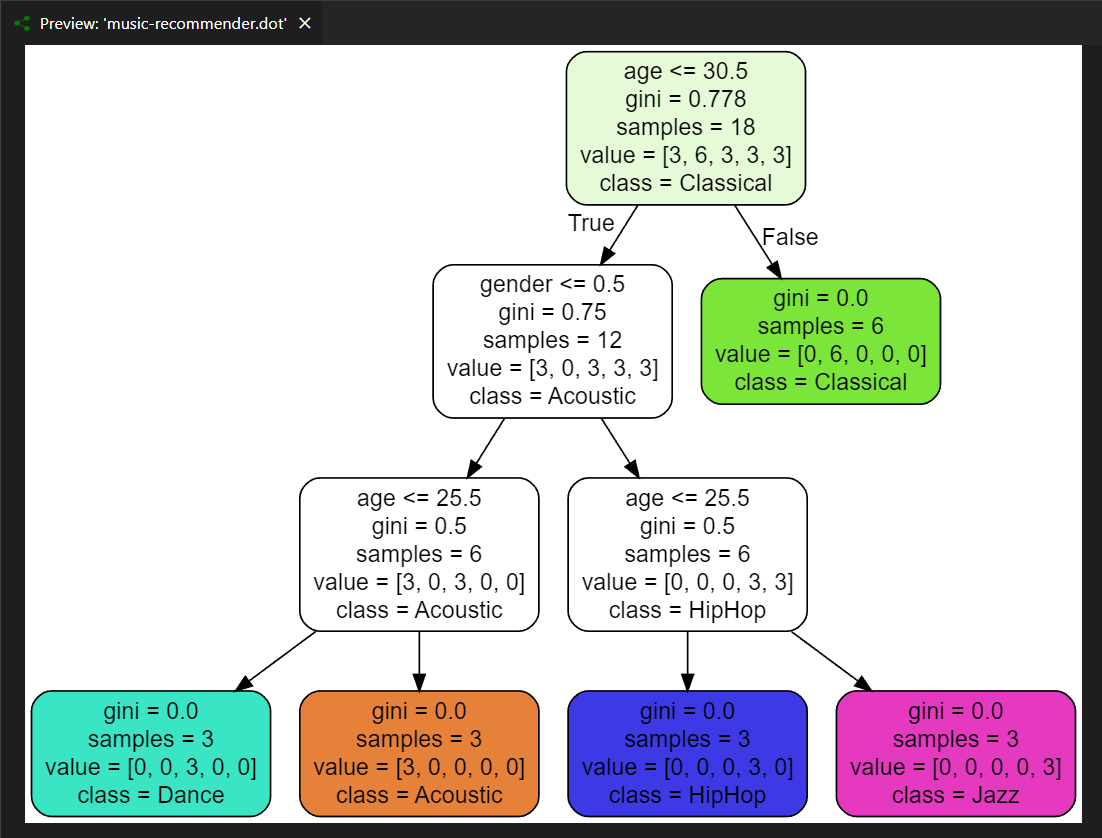 Preview: 'music-recommender.dot' ×
age <= 30.5
gini = 0.778
samples = 18
value = [3, 6, 3, 3, 3]
class = Classical
True
False
gender <= 0.5
gini = 0.75
samples = 12
value = [3, 0, 3, 3, 3]
class = Acoustic
gini = 0.0
samples = 6
value = [0, 6, 0, 0, 0]
class = Classical
age <= 25.5
gini = 0.5
samples = 6
value = [3, 0, 3, 0, 0]
class = Acoustic
age <= 25.5
gini = 0.5
samples = 6
value = [0, 0, 0, 3, 3]
class = HipHop
gini = 0.0
samples = 3
value = [0, 0, 3, 0, 0]
class = Dance
gini = 0.0
samples = 3
value = [3, 0, 0, 0, 0]
class = Acoustic
gini = 0.0
samples = 3
value = [0, 0, 0, 3, 0]
class = HipHop
gini = 0.0
samples = 3
value = [0, 0, 0, 0, 3]
class = Jazz